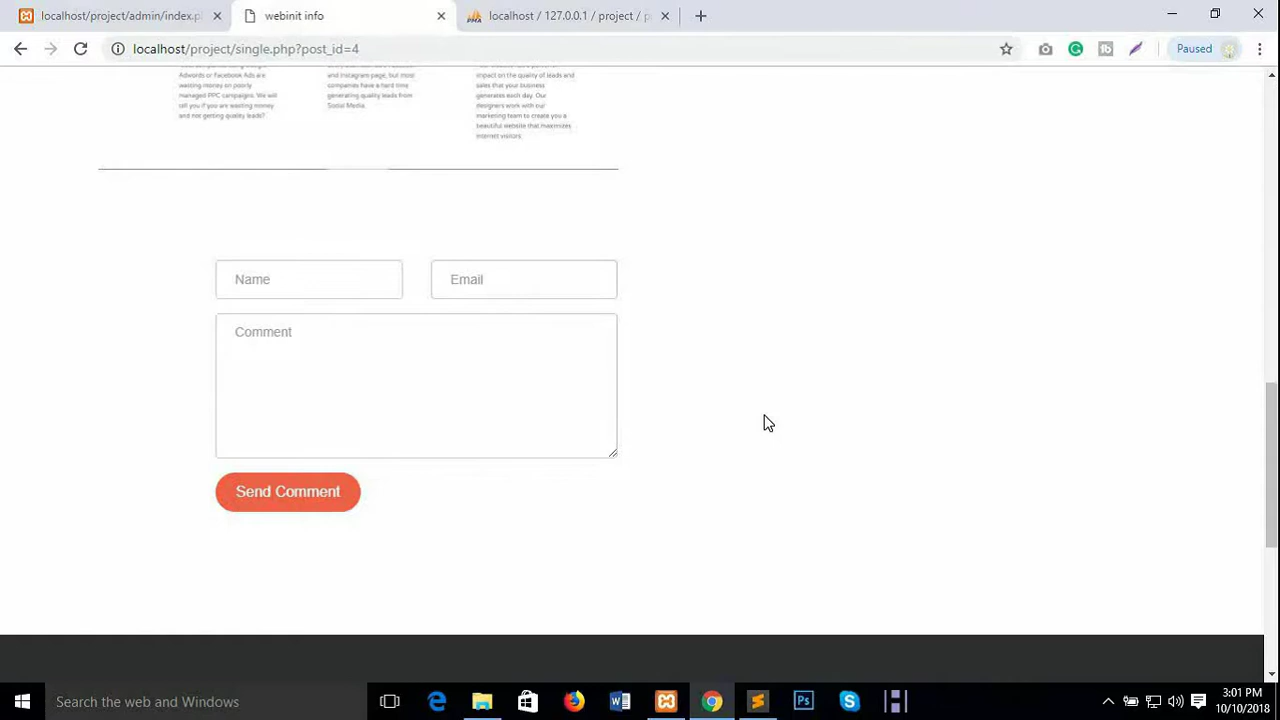 localhost/project/admin/index.p
webinit info
localhost / 127.0.0.1 / project / p
localhost/project/single.php?post_id=4
Paused
Adwords or Facebook Ads are
wasting money on poorly
managed PPC campaigns. We will
tell you if you are wasting money
and not getting quality leads?
and Instagram page, but most
companies have a hard time
generating quality leads from
Social Media.
impact on the quality of leads and
sales that your business
generates each day. Our
designers work with our
marketing team to create you a
beautiful website that maximizes
internet visitors.
Name
Email
Comment
Send Comment
Search the web and Windows
3:01 PM
10/10/2018